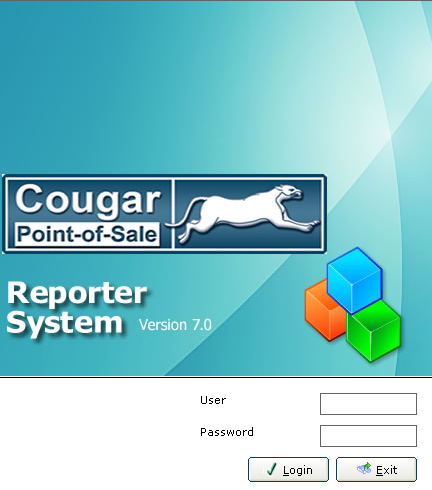 Cougar
Point-of-Sale
Reporter
System Version 7.0
User
Password
Login Exit